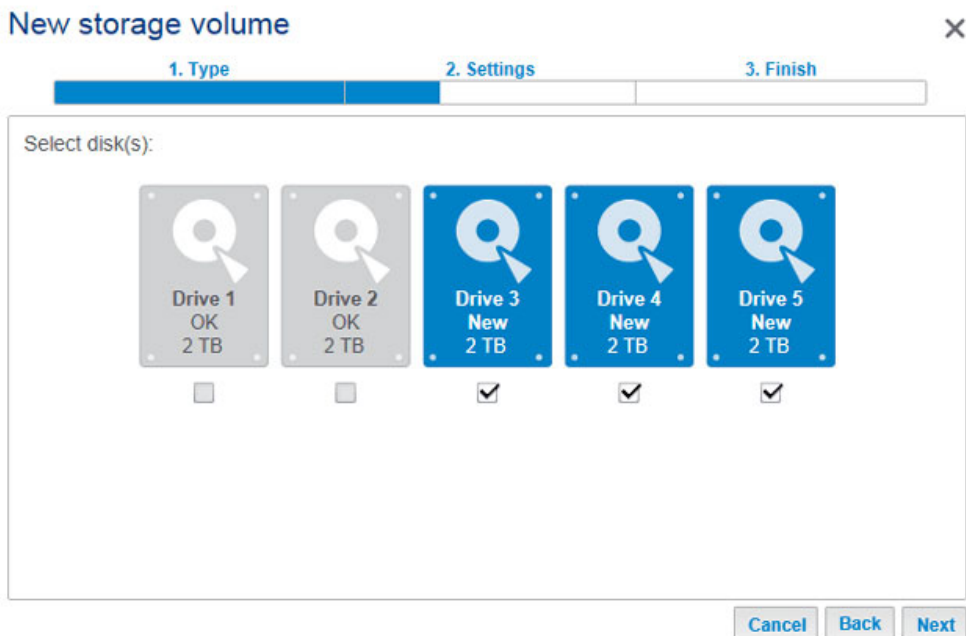 New storage volume
1. Type 2. Settings 3. Finish
Select disk(s):
Drive 1 Drive 2 Drive 3 Drive 4 Drive 5
OK OK New New New
2 TB 2 TB 2 TB 2 TB 2 TB
Cancel Back Next